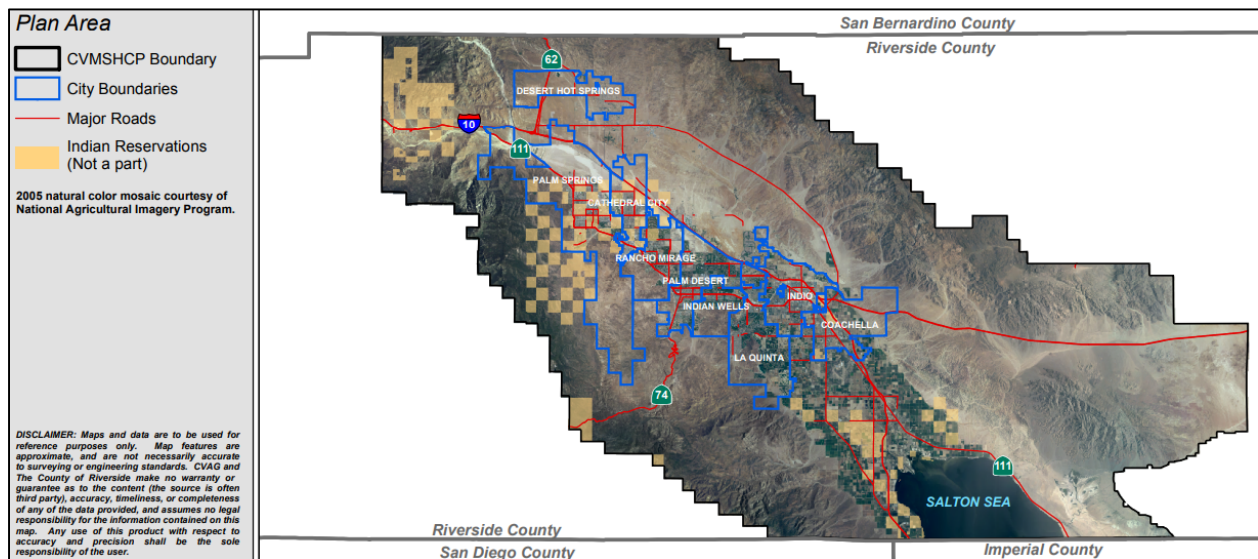 Plan Area
CVMSHCP Boundary
City Boundaries
Major Roads
Indian Reservations
(Not a part)
2005 natural color mosaic courtesy of
National Agricultural Imagery Program.
DISCLAIMER: Maps and data are to be used for
reference purposes only. Map features are
approximate, and are not necessarily accurate
to surveying or engineering standards. CVAG and
The County of Riverside make no warranty or
guarantee as to the content (the source is often
third party), accuracy, timeliness, or completeness
of any of the data provided, and assumes no legal
responsibility for the information contained on this
map. Any use of this product with respect to
accuracy and precision shall be the sole
responsibility of the user.
San Bernardino County
Riverside County
62
DESERT HOT SPRINGS
10
111
PALM SPRINGS
CATHEDRAL CITY
RANCHO MIRAGE
PALM DESERT
INDIAN WELLS
INDIO
COACHELLA
LA QUINTA
74
111
SALTON SEA
Riverside County
San Diego County
Imperial County